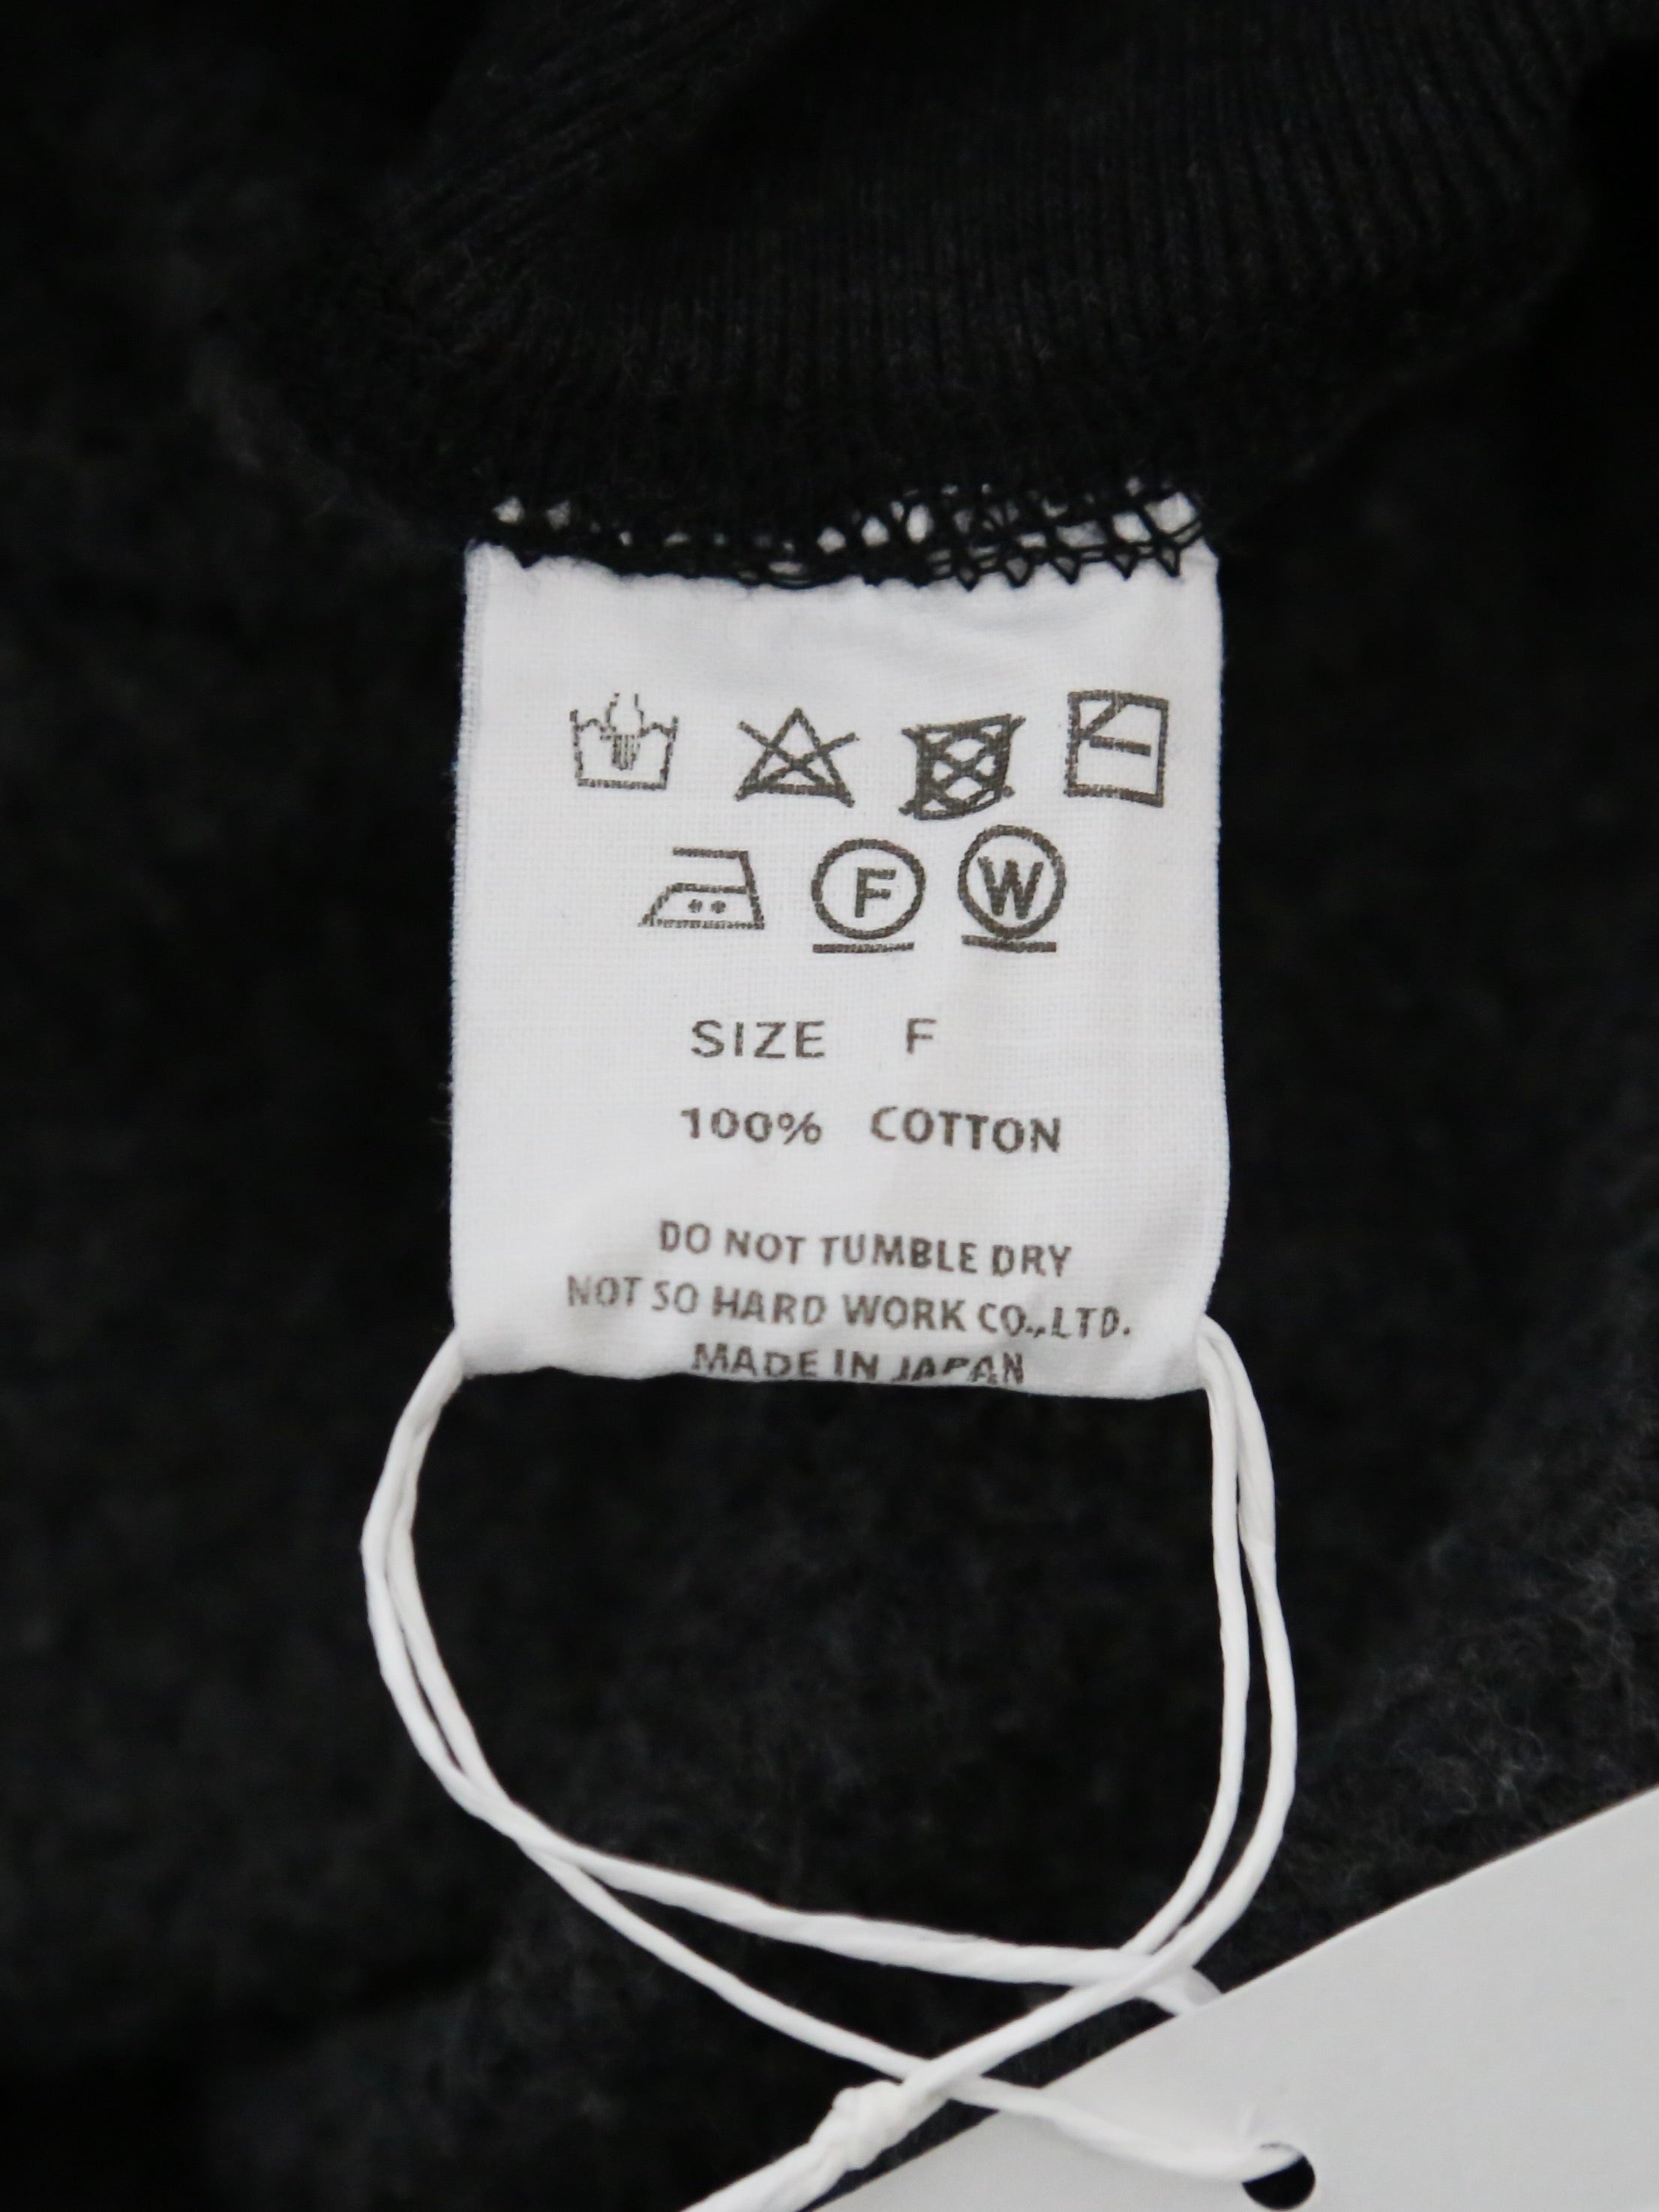 F W
SIZE F
100% COTTON
DO NOT TUMBLE DRY
NOT SO HARD WORK CO.,LTD.
MADE IN JAPAN